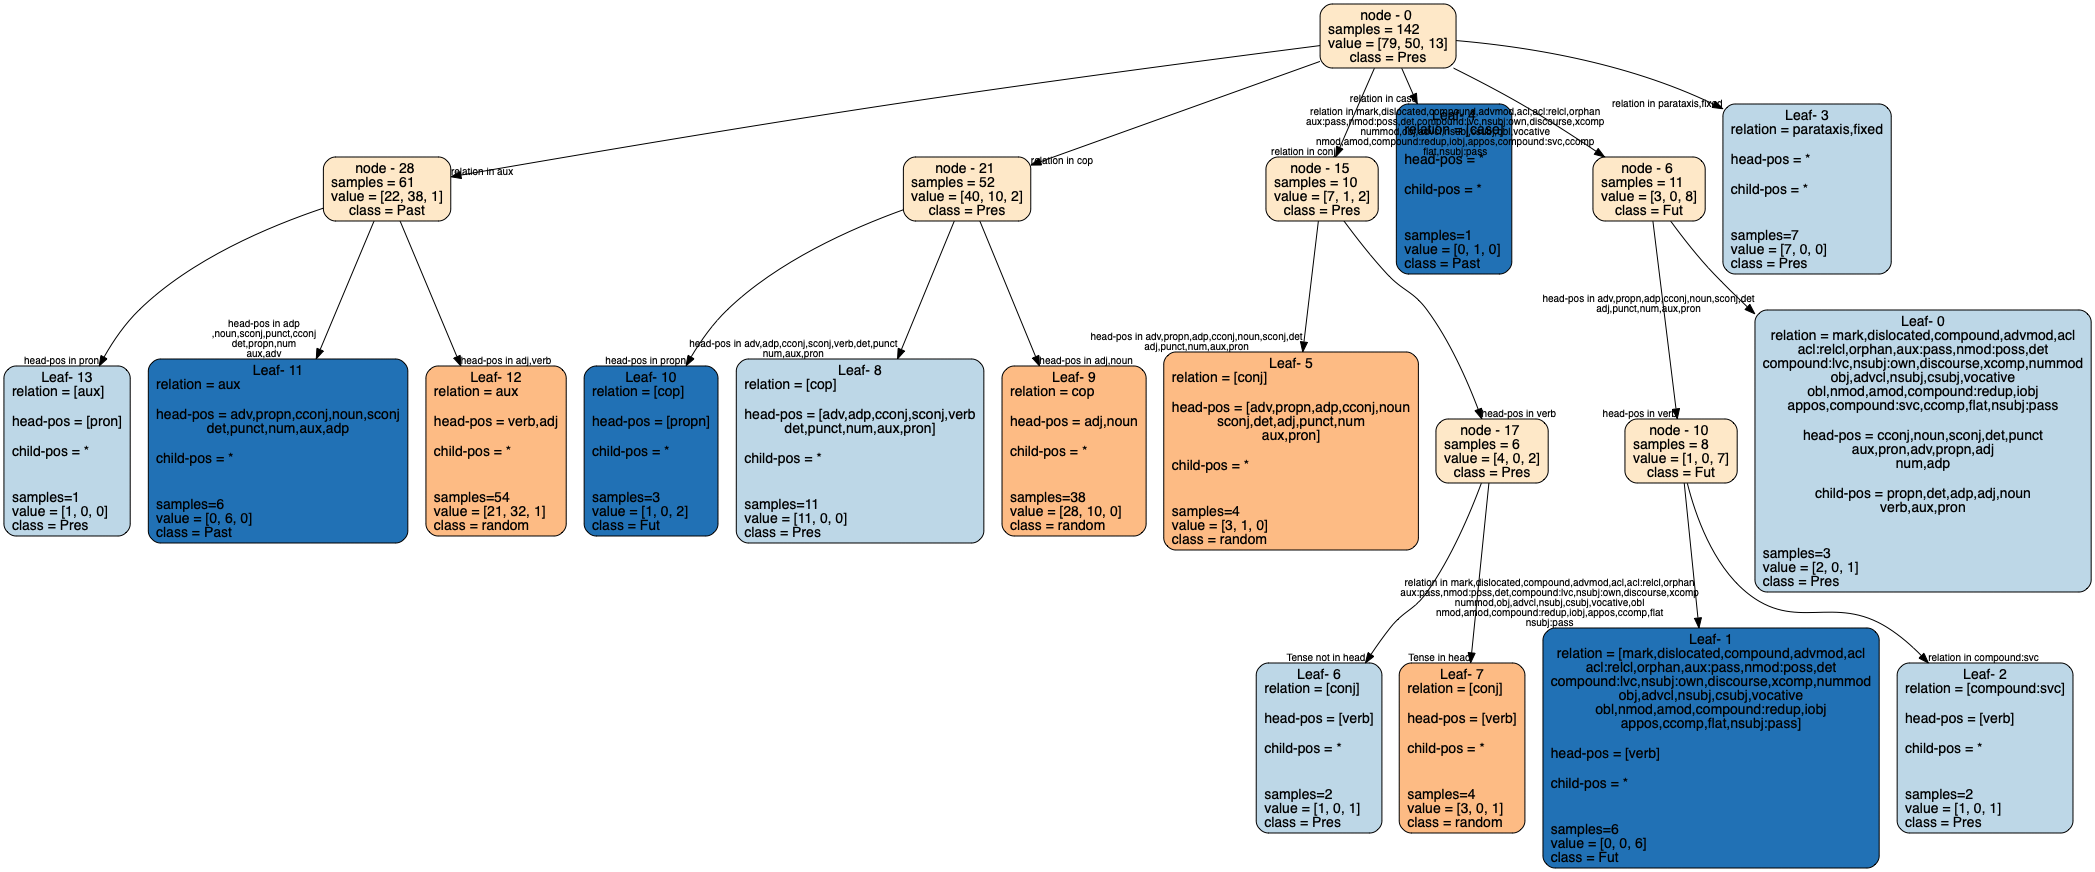 node - 0
samples = 142
value = [79, 50, 13]
class = Pres
relation in aux
relation in cop
relation in conj
relation in case
relation in mark,dislocated,compound,advmod,acl,acl:relcl,orphan
aux:pass,nmod:poss,det,compound:lvc,nsubj:own,discourse,xcomp
nummod,obj,advcl,nsubj,csubj,obl,vocative
nmod,amod,compound:redup,iobj,appos,compound:svc,ccomp
flat,nsubj:pass
relation in parataxis,fixed
node - 28
samples = 61
value = [22, 38, 1]
class = Past
node - 21
samples = 52
value = [40, 10, 2]
class = Pres
node - 15
samples = 10
value = [7, 1, 2]
class = Pres
Leaf- 4
relation = [case]
head-pos = *
child-pos = *
samples=1
value = [0, 1, 0]
class = Past
node - 6
samples = 11
value = [3, 0, 8]
class = Fut
Leaf- 3
relation = parataxis,fixed
head-pos = *
child-pos = *
samples=7
value = [7, 0, 0]
class = Pres
head-pos in pron
head-pos in adp
,noun,sconj,punct,cconj
det,propn,num
aux,adv
head-pos in adj,verb
head-pos in propn
head-pos in adv,adp,cconj,sconj,verb,det,punct
num,aux,pron
head-pos in adj,noun
head-pos in adv,propn,adp,cconj,noun,sconj,det
adj,punct,num,aux,pron
head-pos in verb
head-pos in verb
head-pos in adv,propn,adp,cconj,noun,sconj,det
adj,punct,num,aux,pron
Leaf- 13
relation = [aux]
head-pos = [pron]
child-pos = *
samples=1
value = [1, 0, 0]
class = Pres
Leaf- 11
relation = aux
head-pos = adv,propn,cconj,noun,sconj
det,punct,num,aux,adp
child-pos = *
samples=6
value = [0, 6, 0]
class = Past
Leaf- 12
relation = aux
head-pos = verb,adj
child-pos = *
samples=54
value = [21, 32, 1]
class = random
Leaf- 10
relation = [cop]
head-pos = [propn]
child-pos = *
samples=3
value = [1, 0, 2]
class = Fut
Leaf- 8
relation = [cop]
head-pos = [adv,adp,cconj,sconj,verb
det,punct,num,aux,pron]
child-pos = *
samples=11
value = [11, 0, 0]
class = Pres
Leaf- 9
relation = cop
head-pos = adj,noun
child-pos = *
samples=38
value = [28, 10, 0]
class = random
Leaf- 5
relation = [conj]
head-pos = [adv,propn,adp,cconj,noun
sconj,det,adj,punct,num
aux,pron]
child-pos = *
samples=4
value = [3, 1, 0]
class = random
node - 17
samples = 6
value = [4, 0, 2]
class = Pres
node - 10
samples = 8
value = [1, 0, 7]
class = Fut
Leaf- 0
relation = mark,dislocated,compound,advmod,acl
acl:relcl,orphan,aux:pass,nmod:poss,det
compound:lvc,nsubj:own,discourse,xcomp,nummod
obj,advcl,nsubj,csubj,vocative
obl,nmod,amod,compound:redup,iobj
appos,compound:svc,ccomp,flat,nsubj:pass
head-pos = cconj,noun,sconj,det,punct
aux,pron,adv,propn,adj
num,adp
child-pos = propn,det,adp,adj,noun
verb,aux,pron
samples=3
value = [2, 0, 1]
class = Pres
Tense not in head
Tense in head
relation in mark,dislocated,compound,advmod,acl,acl:relcl,orphan
aux:pass,nmod:poss,det,compound:lvc,nsubj:own,discourse,xcomp
nummod,obj,advcl,nsubj,csubj,vocative,obl
nmod,amod,compound:redup,iobj,appos,ccomp,flat
nsubj:pass
relation in compound:svc
Leaf- 6
relation = [conj]
head-pos = [verb]
child-pos = *
samples=2
value = [1, 0, 1]
class = Pres
Leaf- 7
relation = [conj]
head-pos = [verb]
child-pos = *
samples=4
value = [3, 0, 1]
class = random
Leaf- 1
relation = [mark,dislocated,compound,advmod,acl
acl:relcl,orphan,aux:pass,nmod:poss,det
compound:lvc,nsubj:own,discourse,xcomp,nummod
obj,advcl,nsubj,csubj,vocative
obl,nmod,amod,compound:redup,iobj
appos,ccomp,flat,nsubj:pass]
head-pos = [verb]
child-pos = *
samples=6
value = [0, 0, 6]
class = Fut
Leaf- 2
relation = [compound:svc]
head-pos = [verb]
child-pos = *
samples=2
value = [1, 0, 1]
class = Pres